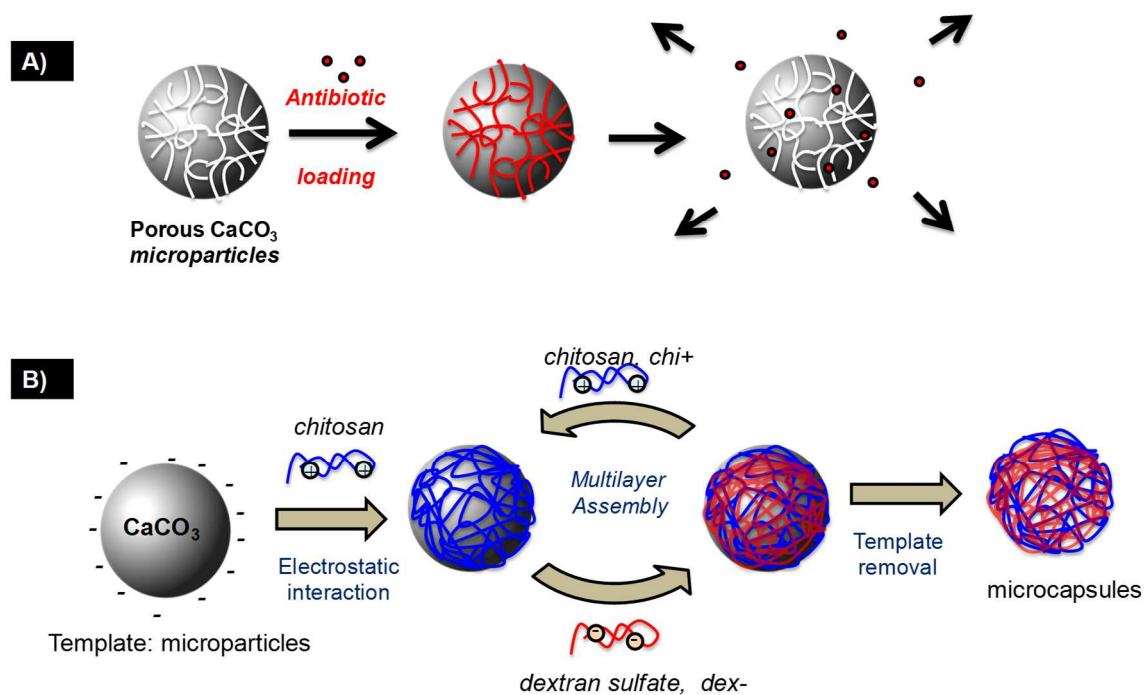 A)
Antibiotic
loading
Porous CaCO₃
microparticles
B)
chitosan, chi+
chitosan
CaCO₃
Multilayer
Assembly
Electrostatic
interaction
Template
removal
microcapsules
Template: microparticles
dextran sulfate, dex-